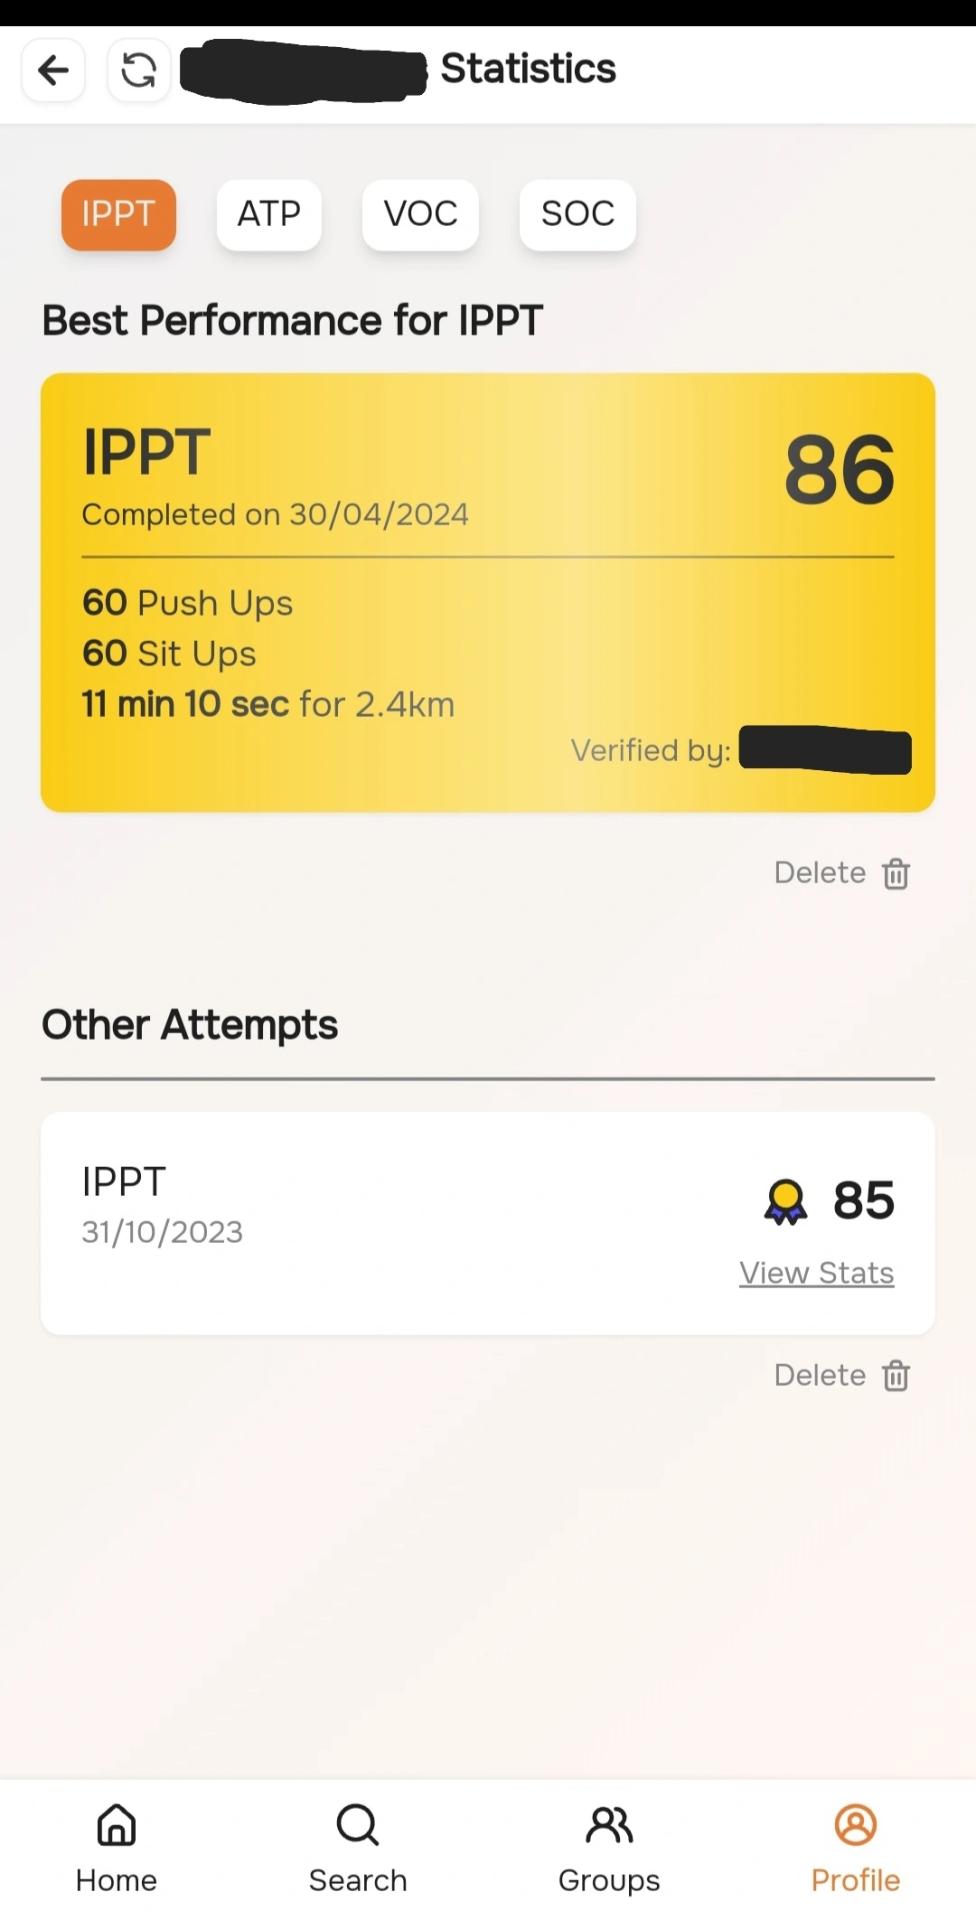 Statistics
IPPT ATP VOC SOC
Best Performance for IPPT
IPPT
86
Completed on 30/04/2024
60 Push Ups
60 Sit Ups
11 min 10 sec for 2.4km
Verified by:
Delete
Other Attempts
IPPT
85
31/10/2023
View Stats
Delete
Home Search Groups Profile